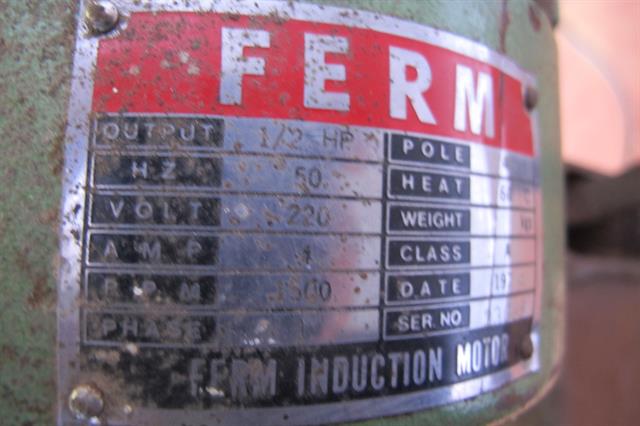 FERM
OUTPUT 1/2 HP POLE
HZ 50 HEAT
VOLT 220 WEIGHT
AMP 4 CLASS A
R.P.M 1500 DATE 19
PHASE 1 SER.NO
FERM INDUCTION MOTOR